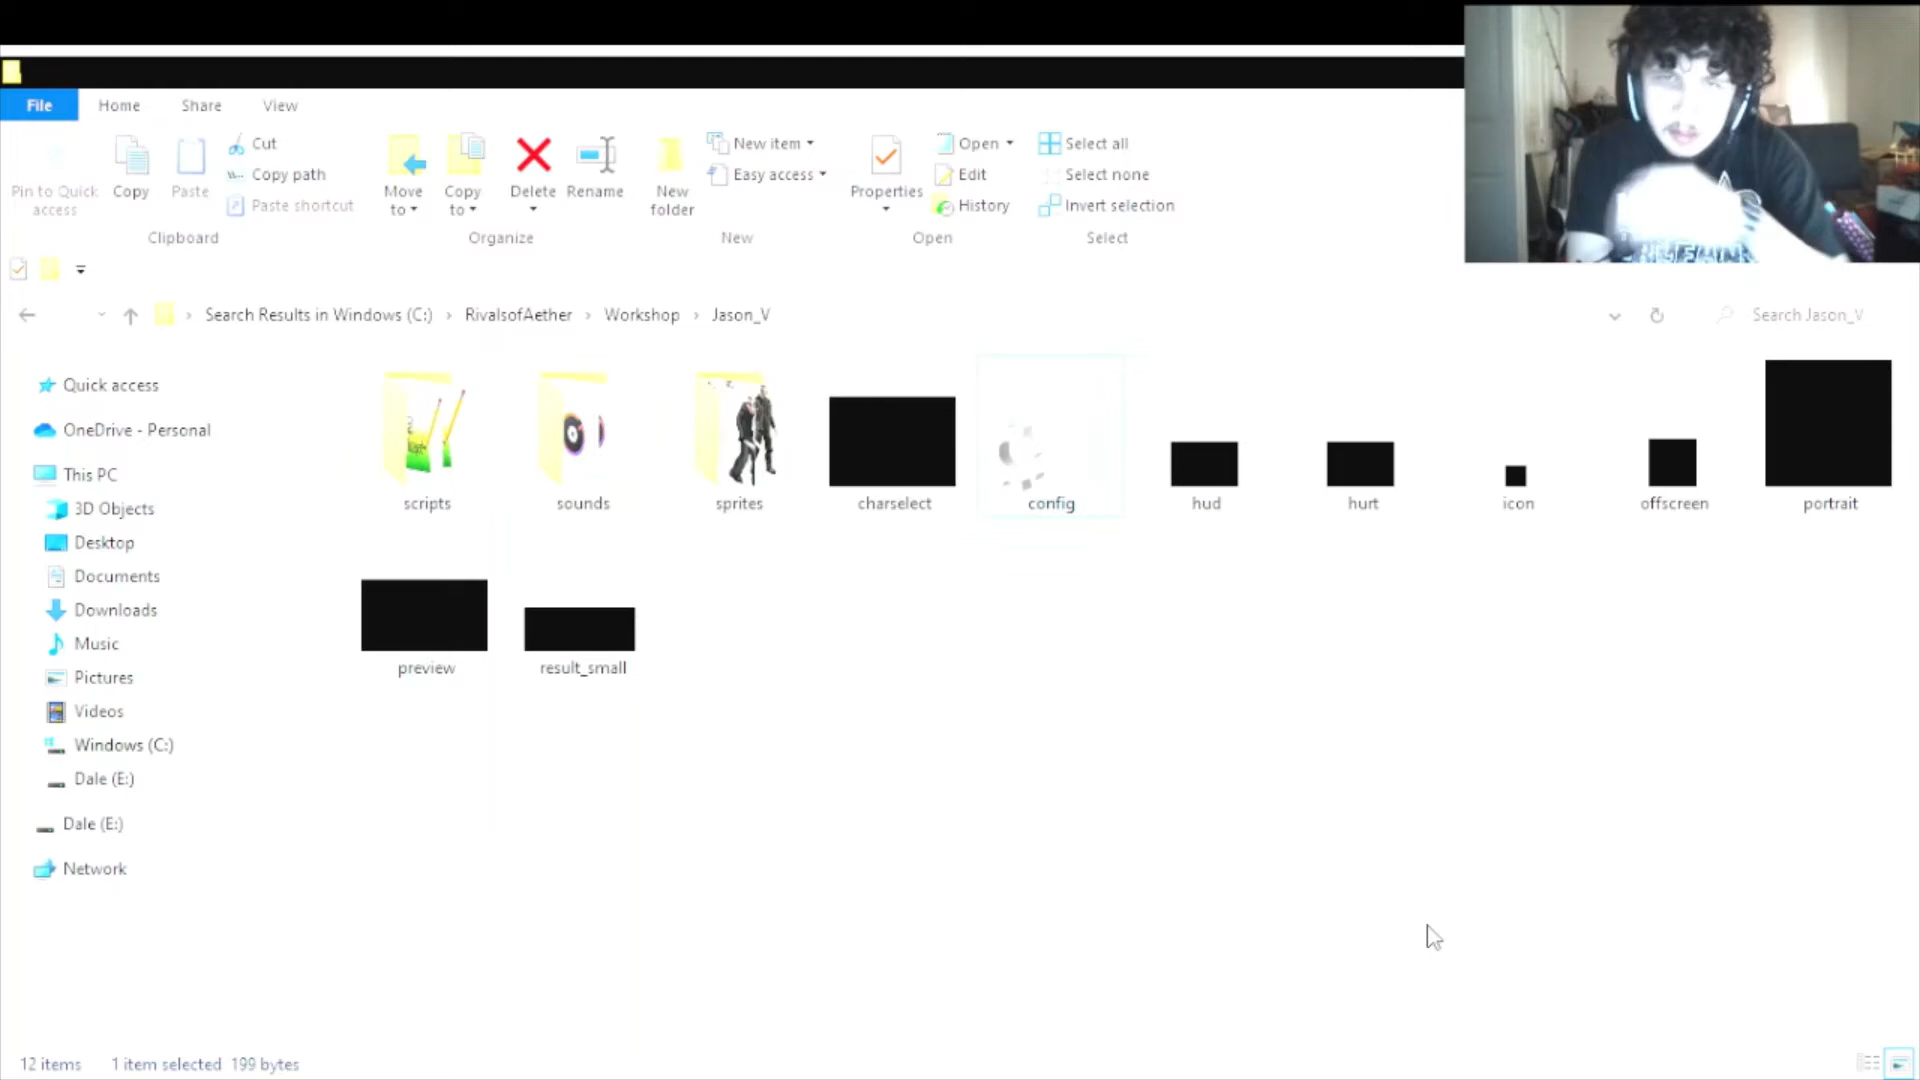 File Home Share View
Pin to Quick access
Copy
Paste
Cut
Copy path
Paste shortcut
Clipboard
Move to
Copy to
Delete
Rename
Organize
New folder
New item
Easy access
New
Properties
Open
Edit
History
Open
Select all
Select none
Invert selection
Select
Search Results in Windows (C:) › RivalsofAether › Workshop › Jason_V
Search Jason_V
Quick access
OneDrive - Personal
This PC
3D Objects
Desktop
Documents
Downloads
Music
Pictures
Videos
Windows (C:)
Dale (E:)
Dale (E:)
Network
scripts sounds sprites charselect config hud hurt icon offscreen portrait
preview result_small
12 items 1 item selected 199 bytes